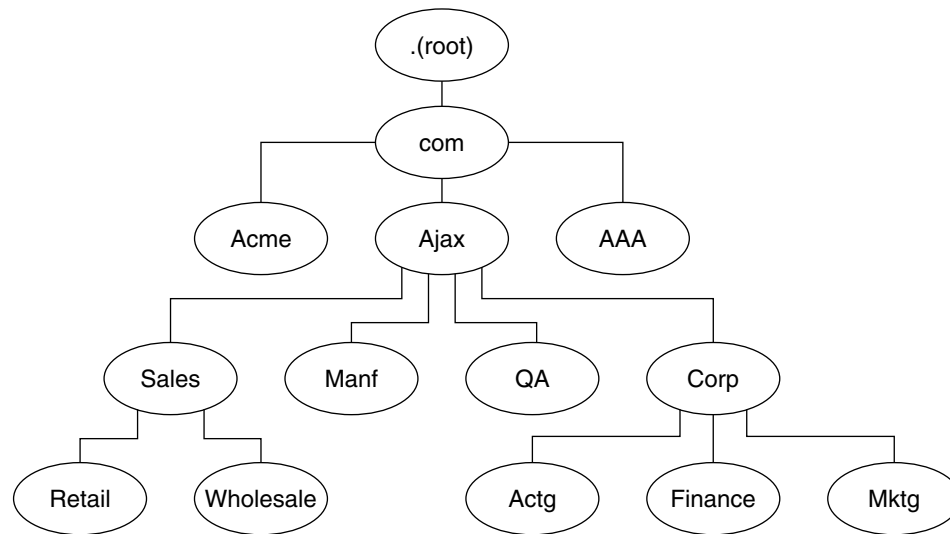 .(root)
com
Acme
Ajax
AAA
Sales
Manf
QA
Corp
Retail
Wholesale
Actg
Finance
Mktg